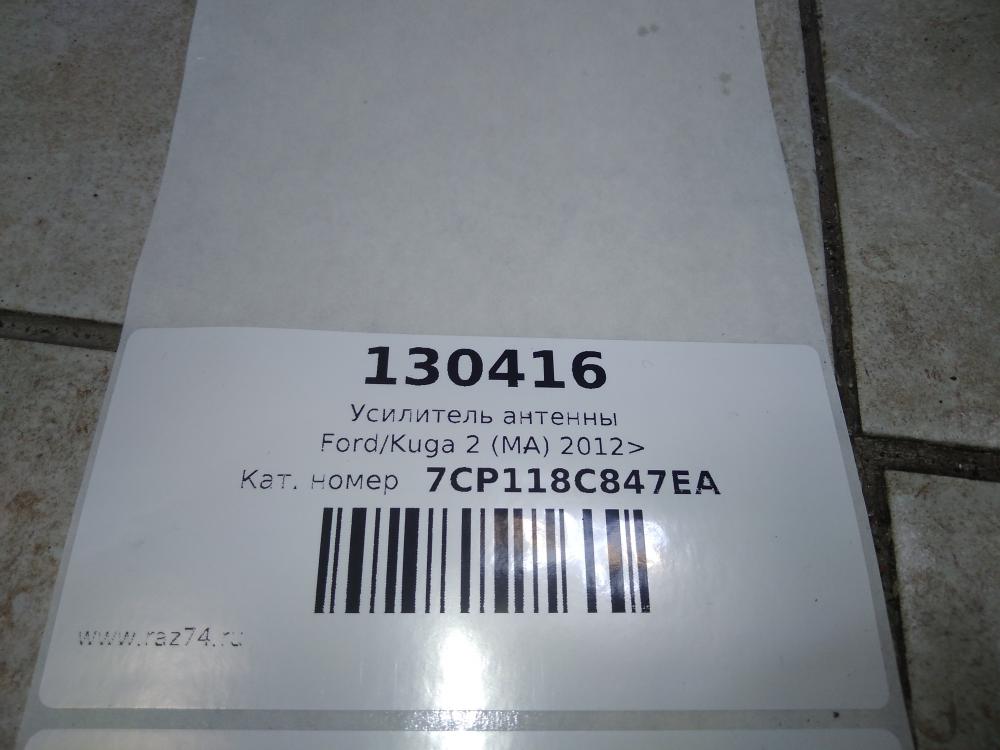 130416
Усилитель антенны
Ford/Kuga 2 (MA) 2012>
Кат. номер 7CP118C847EA
www.raz74.ru